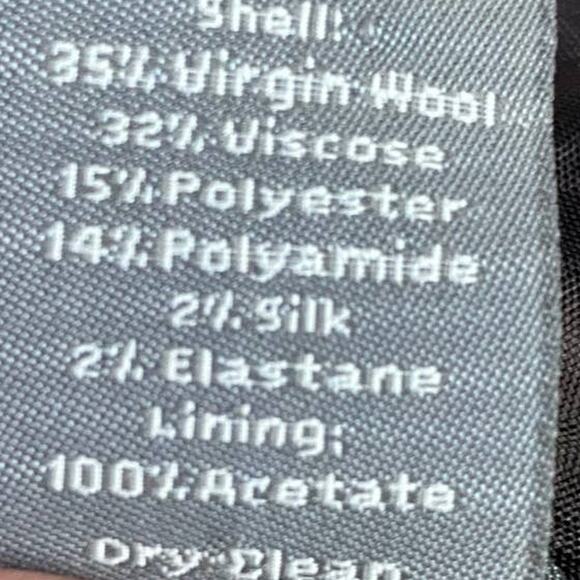 Shell:
35% Virgin Wool
32% Viscose
15% Polyester
14% Polyamide
2% Silk
2% Elastane
Lining:
100% Acetate
Dry Clean